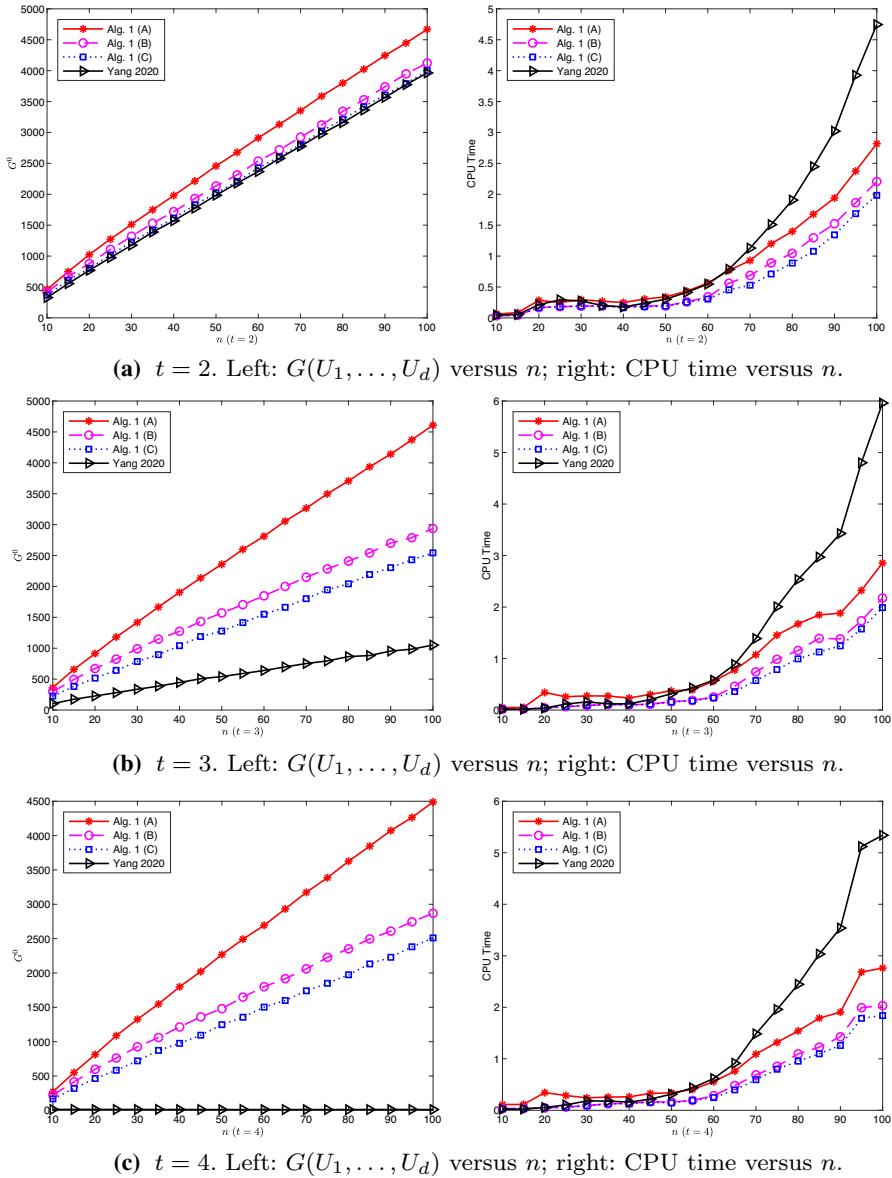 5000
4500
4000
3500
3000
2500
2000
1500
1000
500
0
G⁰
Alg. 1 (A)
Alg. 1 (B)
Alg. 1 (C)
Yang 2020
10 20 30 40 50 60 70 80 90 100
n (t = 2)
5
4.5
4
3.5
3
2.5
2
1.5
1
0.5
0
CPU Time
Alg. 1 (A)
Alg. 1 (B)
Alg. 1 (C)
Yang 2020
10 20 30 40 50 60 70 80 90 100
n (t = 2)
(a) t = 2. Left: G(U₁, . . . , U_d) versus n; right: CPU time versus n.
5000
4500
4000
3500
3000
2500
2000
1500
1000
500
0
G⁰
Alg. 1 (A)
Alg. 1 (B)
Alg. 1 (C)
Yang 2020
10 20 30 40 50 60 70 80 90 100
n (t = 3)
6
5
4
3
2
1
0
CPU Time
Alg. 1 (A)
Alg. 1 (B)
Alg. 1 (C)
Yang 2020
10 20 30 40 50 60 70 80 90 100
n (t = 3)
(b) t = 3. Left: G(U₁, . . . , U_d) versus n; right: CPU time versus n.
4500
4000
3500
3000
2500
2000
1500
1000
500
0
G⁰
Alg. 1 (A)
Alg. 1 (B)
Alg. 1 (C)
Yang 2020
10 20 30 40 50 60 70 80 90 100
n (t = 4)
6
5
4
3
2
1
0
CPU Time
Alg. 1 (A)
Alg. 1 (B)
Alg. 1 (C)
Yang 2020
10 20 30 40 50 60 70 80 90 100
n (t = 4)
(c) t = 4. Left: G(U₁, . . . , U_d) versus n; right: CPU time versus n.